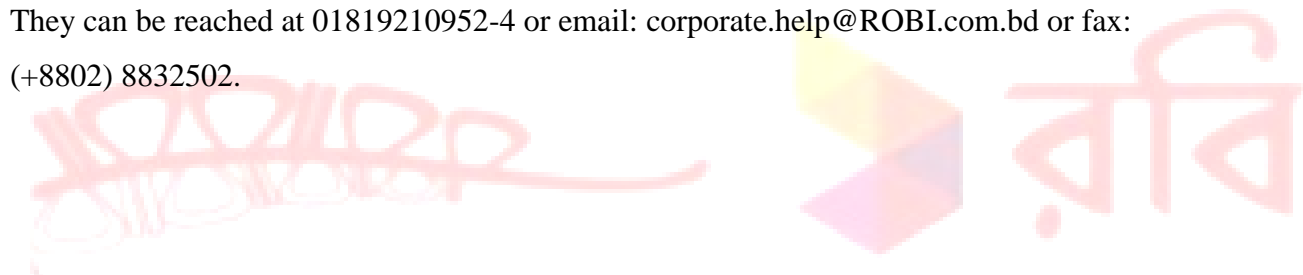 They can be reached at 01819210952-4 or email: corporate.help@ROBI.com.bd or fax:
(+8802) 8832502.
রবি